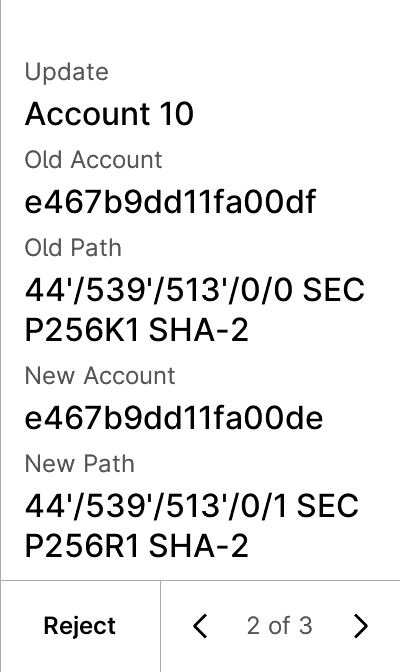 Update
Account 10
Old Account
e467b9dd11fa00df
Old Path
44'/539'/513'/0/0 SEC
P256K1 SHA-2
New Account
e467b9dd11fa00de
New Path
44'/539'/513'/0/1 SEC
P256R1 SHA-2
Reject
2 of 3